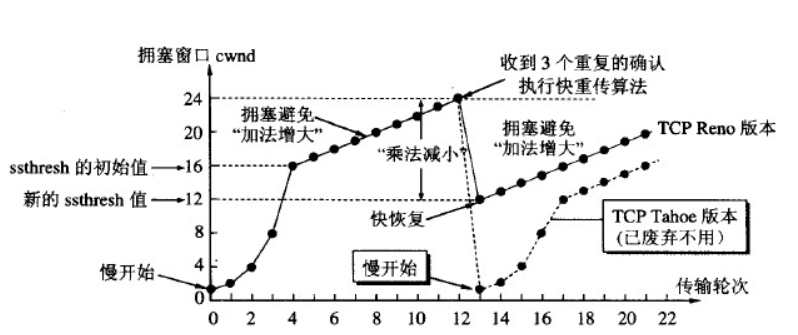 拥塞窗口 cwnd
收到 3 个重复的确认
执行快重传算法
24
拥塞避免
“加法增大”
拥塞避免
“加法增大”
TCP Reno 版本
20
ssthresh 的初始值
16
“乘法减小”
新的 ssthresh 值
12
快恢复
TCP Tahoe 版本
(已废弃不用)
8
慢开始
4
慢开始
传输轮次
0
0 2 4 6 8 10 12 14 16 18 20 22